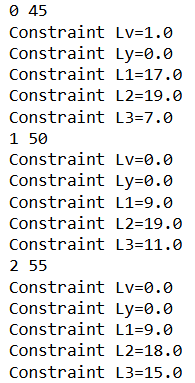 0 45
Constraint Lv=1.0
Constraint Ly=0.0
Constraint L1=17.0
Constraint L2=19.0
Constraint L3=7.0
1 50
Constraint Lv=0.0
Constraint Ly=0.0
Constraint L1=9.0
Constraint L2=19.0
Constraint L3=11.0
2 55
Constraint Lv=0.0
Constraint Ly=0.0
Constraint L1=9.0
Constraint L2=18.0
Constraint L3=15.0